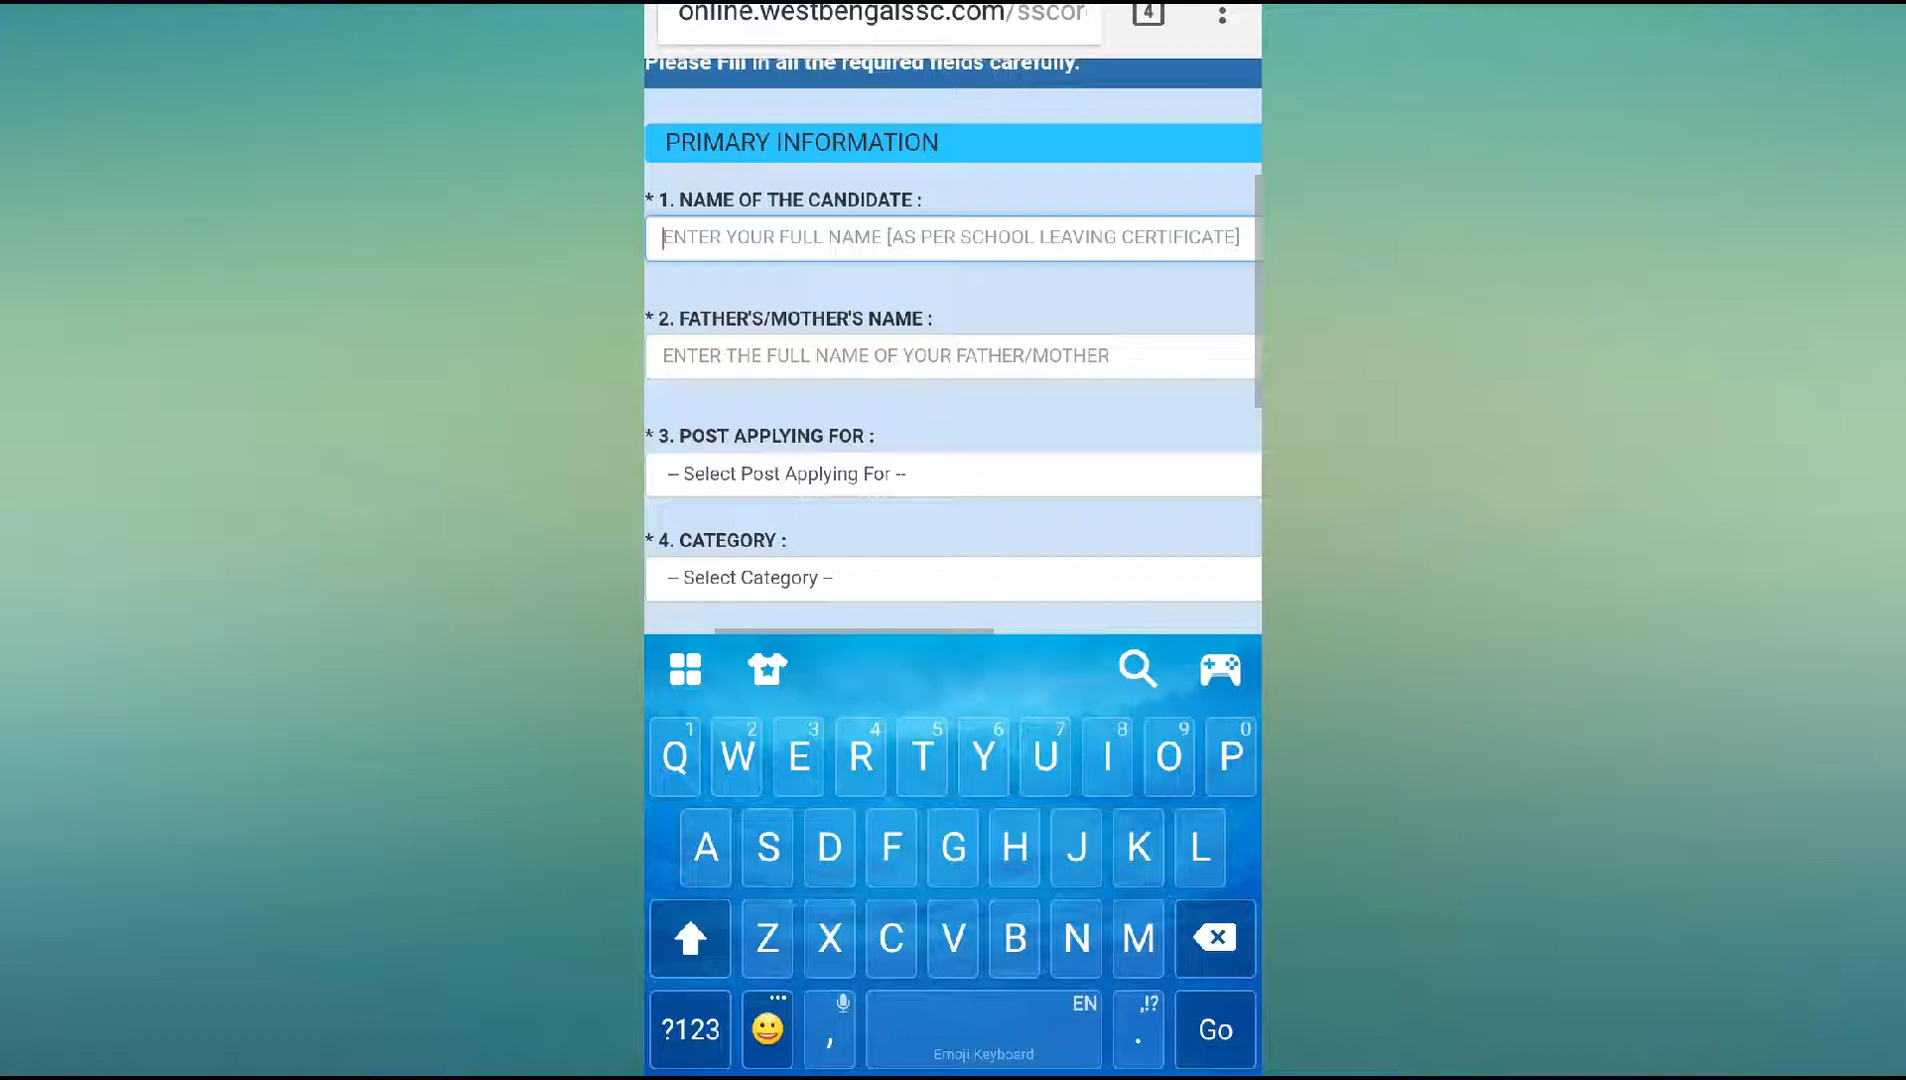 online.westbengalssc.com/sscor
4
Please Fill in all the required fields carefully.
PRIMARY INFORMATION
* 1. NAME OF THE CANDIDATE :
ENTER YOUR FULL NAME [AS PER SCHOOL LEAVING CERTIFICATE]
* 2. FATHER'S/MOTHER'S NAME :
ENTER THE FULL NAME OF YOUR FATHER/MOTHER
* 3. POST APPLYING FOR :
-- Select Post Applying For --
* 4. CATEGORY :
-- Select Category --
1 2 3 4 5 6 7 8 9 0
Q W E R T Y U I O P
A S D F G H J K L
Z X C V B N M
?123 , EN ,!? . Go
Emoji Keyboard